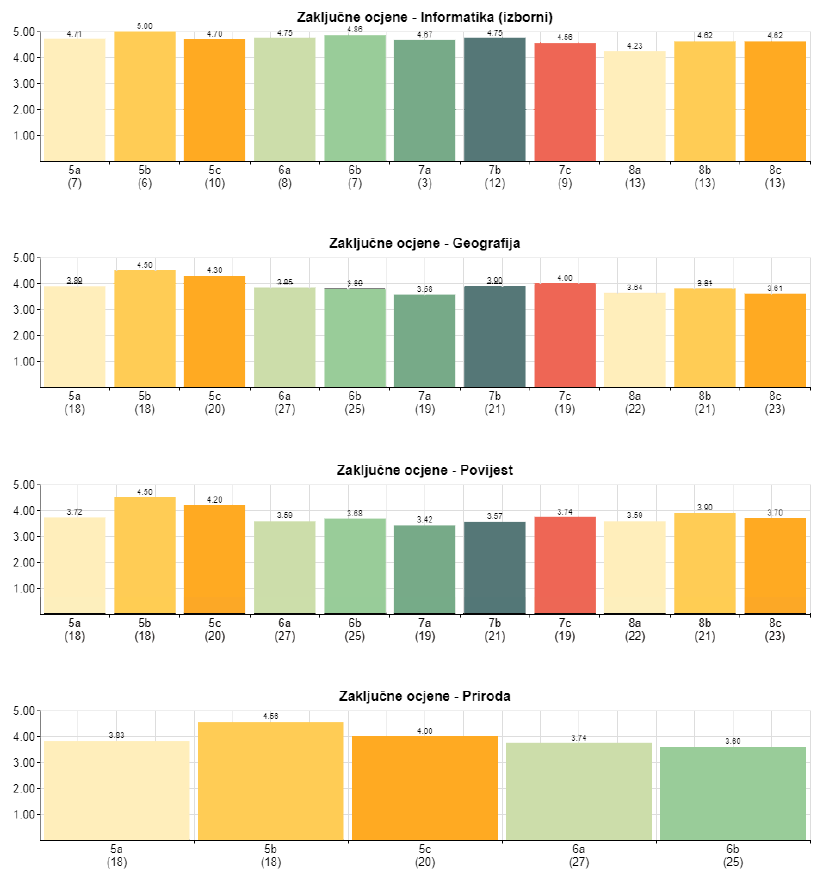 Zaključne ocjene - Informatika (izborni)
5.00 4.71 5.00 4.70 4.75 4.86 4.67 4.75 4.56 4.23 4.62 4.62
4.00
3.00
2.00
1.00
5a 5b 5c 6a 6b 7a 7b 7c 8a 8b 8c
(7) (6) (10) (8) (7) (3) (12) (9) (13) (13) (13)
Zaključne ocjene - Geografija
5.00
4.50 4.30
4.00 3.89 3.85 3.80 3.58 3.90 4.00 3.64 3.81 3.61
3.00
2.00
1.00
5a 5b 5c 6a 6b 7a 7b 7c 8a 8b 8c
(18) (18) (20) (27) (25) (19) (21) (19) (22) (21) (23)
Zaključne ocjene - Povijest
5.00
3.72 4.50 4.20 3.59 3.68 3.42 3.57 3.74 3.59 3.90 3.70
4.00
3.00
2.00
1.00
5a 5b 5c 6a 6b 7a 7b 7c 8a 8b 8c
(18) (18) (20) (27) (25) (19) (21) (19) (22) (21) (23)
Zaključne ocjene - Priroda
5.00
3.83 4.56 4.00 3.74 3.60
4.00
3.00
2.00
1.00
5a 5b 5c 6a 6b
(18) (18) (20) (27) (25)